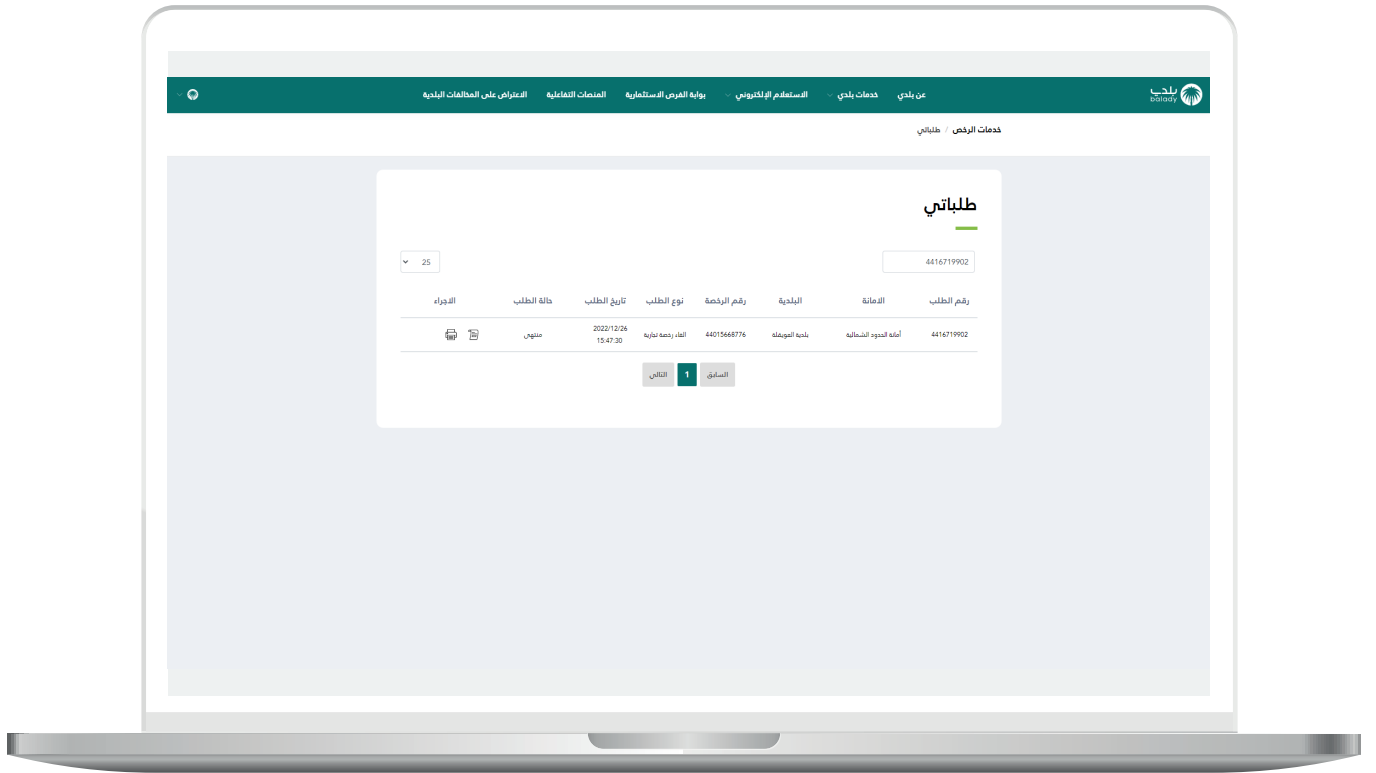 بلدي
balady
عن بلدي خدمات بلدي الاستعلام الإلكتروني بوابة الفرص الاستثمارية المنصات التفاعلية الاعتراض على المخالفات البلدية
خدمات الرخص / طلباتي
طلباتي
4416719902 25
رقم الطلب الامانة البلدية رقم الرخصة نوع الطلب تاريخ الطلب حالة الطلب الاجراء
4416719902 أمانة الحدود الشمالية بلدية العويقلة 44015668776 الغاء رخصة تجارية 2022/12/26 منتهي
15:47:30
السابق 1 التالي